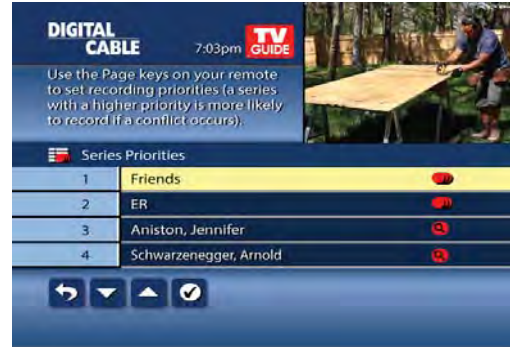 DIGITAL
CABLE
7:03pm
TV
GUIDE
Use the Page keys on your remote
to set recording priorities (a series
with a higher priority is more likely
to record if a conflict occurs).
Series Priorities
1 Friends
2 ER
3 Aniston, Jennifer
4 Schwarzenegger, Arnold